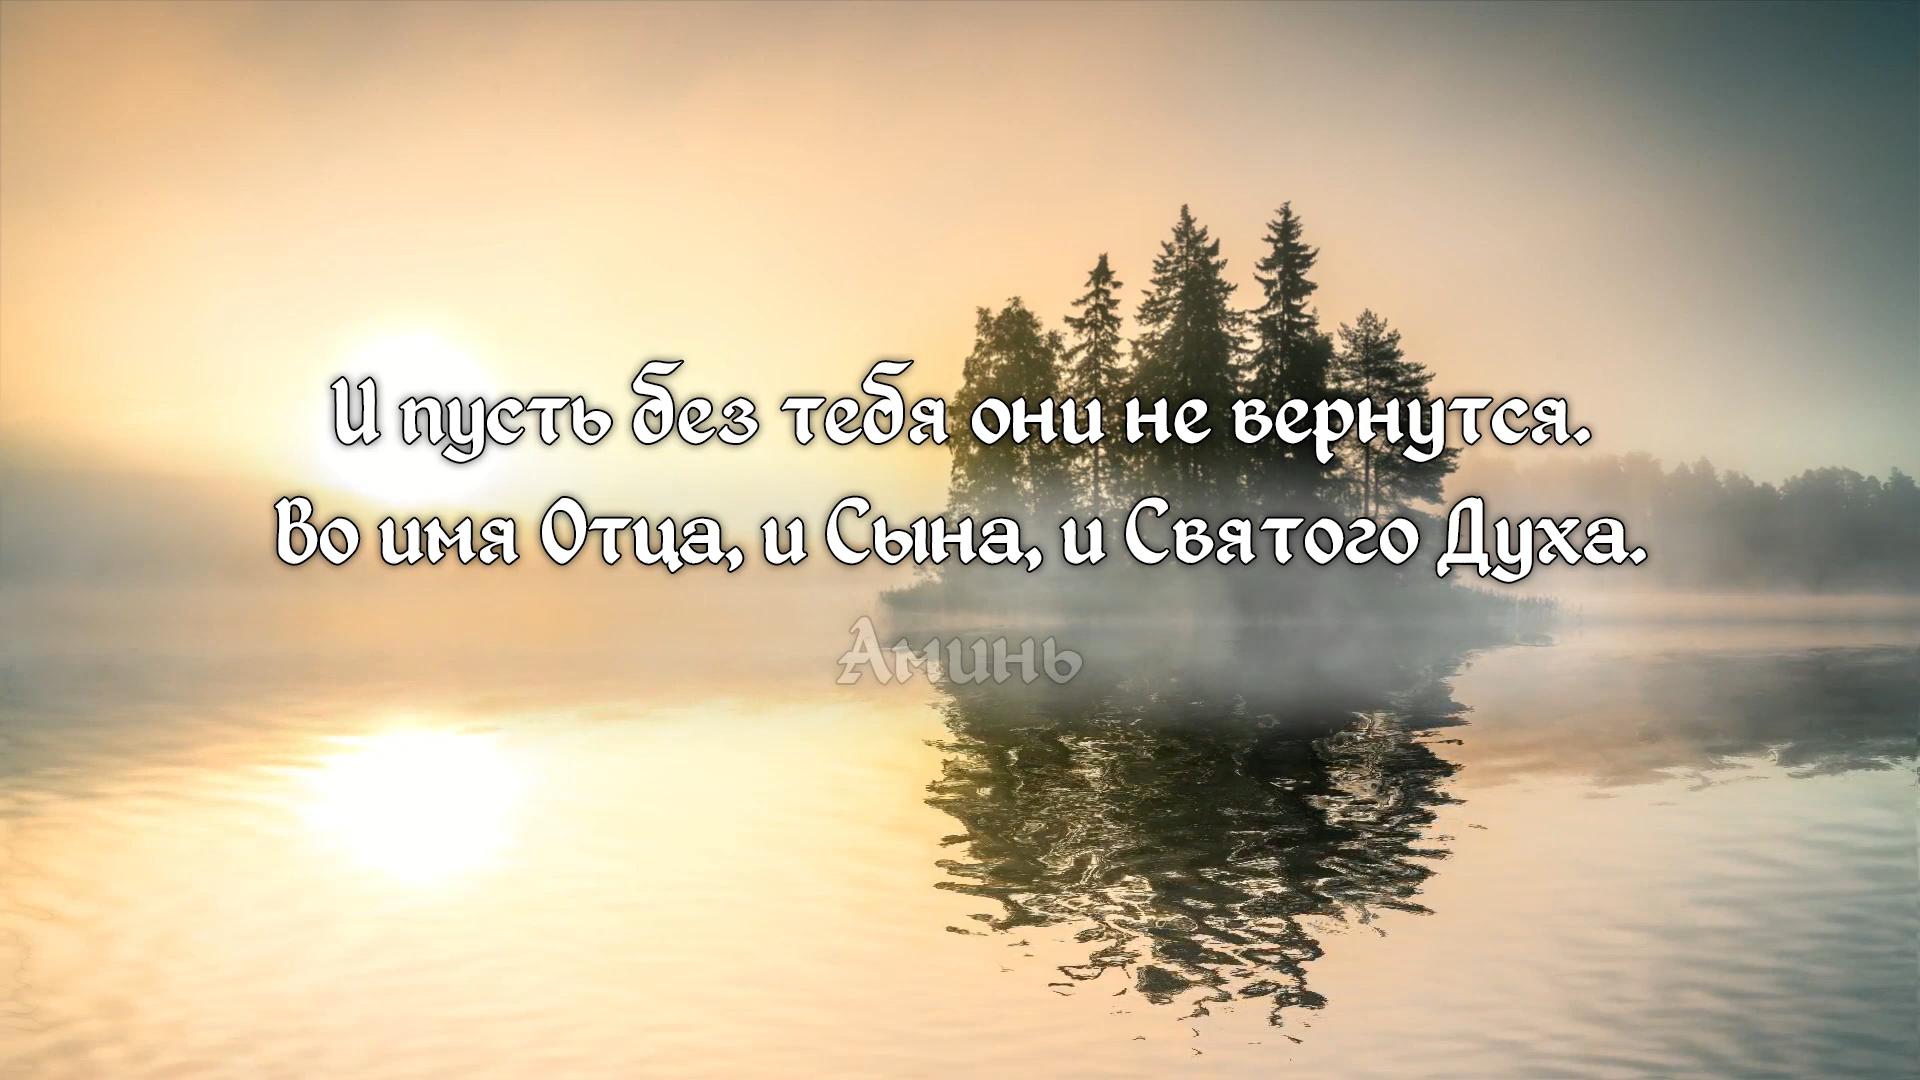 И пусть без тебя они не вернутся.
Во имя Отца, и Сына, и Святого Духа.
Аминь